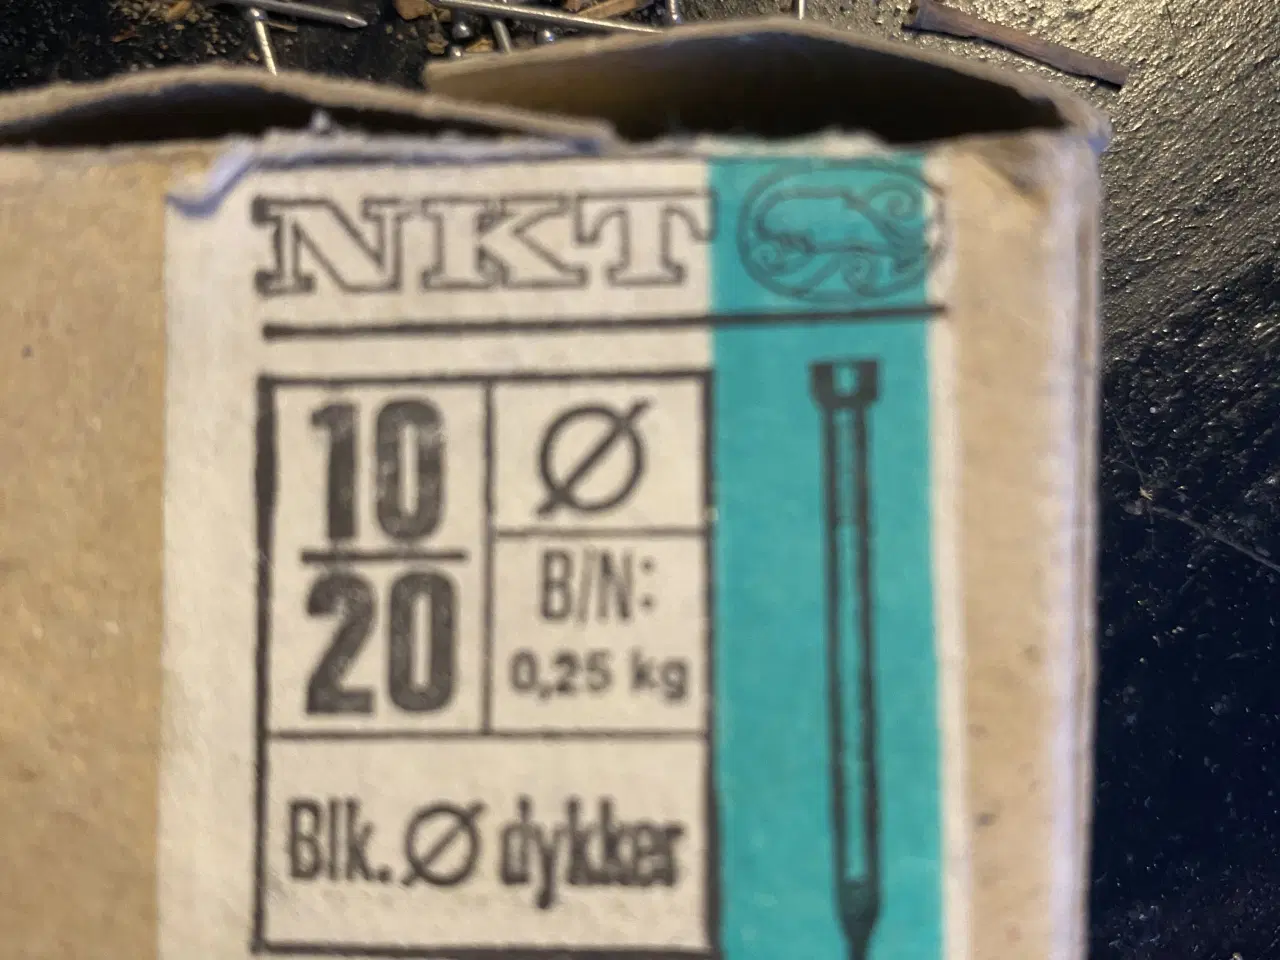 NKT
10
20
Ø
B/N:
0,25 kg
Blk. Ø dykker